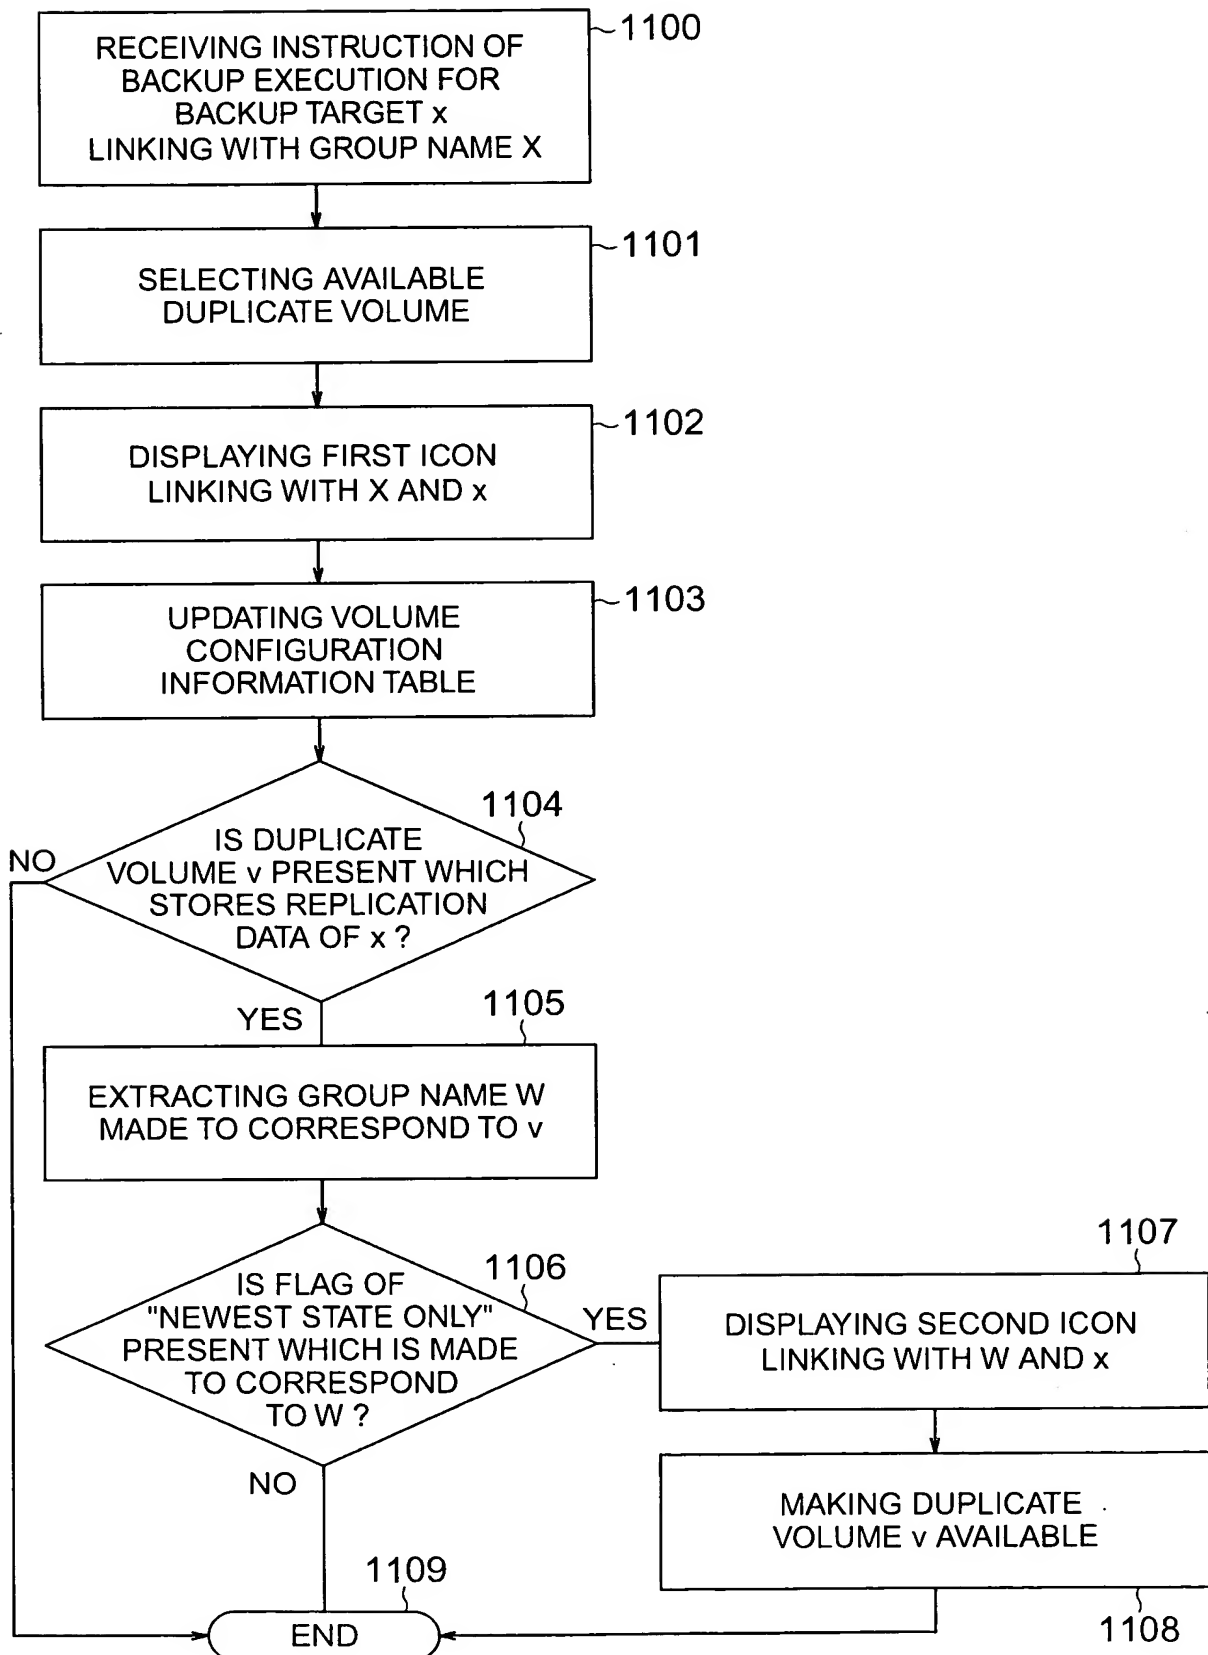 RECEIVING INSTRUCTION OF
BACKUP EXECUTION FOR
BACKUP TARGET x
LINKING WITH GROUP NAME X
1100
SELECTING AVAILABLE
DUPLICATE VOLUME
1101
DISPLAYING FIRST ICON
LINKING WITH X AND x
1102
UPDATING VOLUME
CONFIGURATION
INFORMATION TABLE
1103
1104
IS DUPLICATE
VOLUME v PRESENT WHICH
STORES REPLICATION
DATA OF x ?
NO
YES
1105
EXTRACTING GROUP NAME W
MADE TO CORRESPOND TO v
1106
IS FLAG OF
"NEWEST STATE ONLY"
PRESENT WHICH IS MADE
TO CORRESPOND
TO W ?
YES
NO
1107
DISPLAYING SECOND ICON
LINKING WITH W AND x
MAKING DUPLICATE
VOLUME v AVAILABLE
1108
1109
END